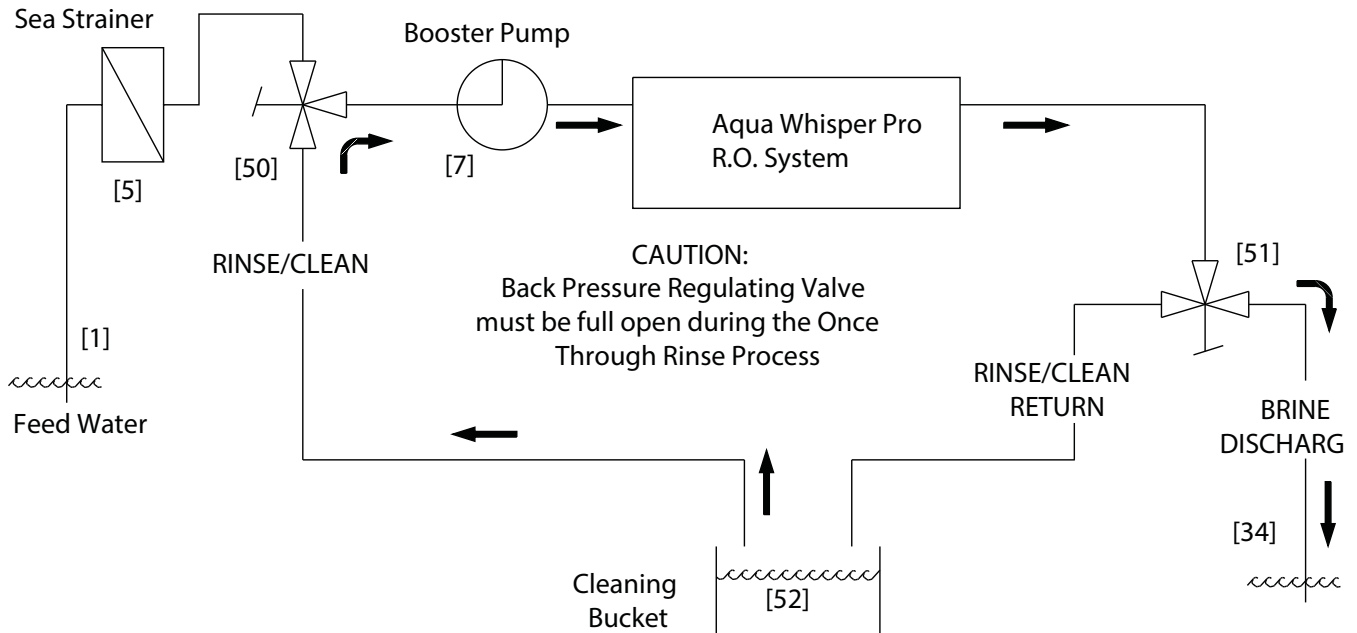 Sea Strainer
Booster Pump
Aqua Whisper Pro
R.O. System
[50]
[7]
[5]
RINSE/CLEAN
CAUTION:
Back Pressure Regulating Valve
must be full open during the Once
Through Rinse Process
[51]
[1]
Feed Water
RINSE/CLEAN
RETURN
BRINE
DISCHARG
[34]
Cleaning
Bucket
[52]